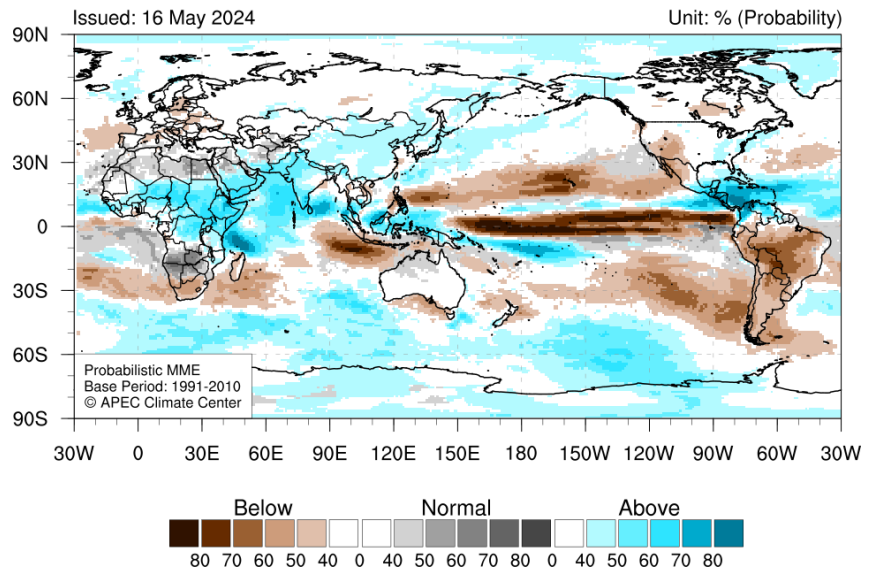 Issued: 16 May 2024 Unit: % (Probability)
90N
60N
30N
0
30S
60S
90S
Probabilistic MME
Base Period: 1991-2010
© APEC Climate Center
30W 0 30E 60E 90E 120E 150E 180 150W 120W 90W 60W 30W
Below Normal Above
80 70 60 50 40 0 40 50 60 70 80 0 40 50 60 70 80